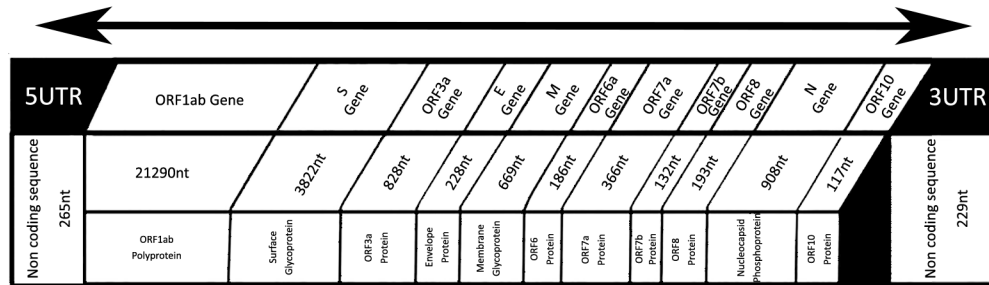 5UTR
ORF1ab Gene
S
Gene
ORF3a
Gene
E
Gene
M
Gene
ORF6a
Gene
ORF7a
Gene
ORF7b
Gene
ORF8
Gene
N
Gene
ORF10
Gene
3UTR
Non coding sequence
265nt
21290nt
3822nt
828nt
228nt
669nt
186nt
366nt
132nt
193nt
908nt
117nt
Non coding sequence
229nt
ORF1ab
Polyprotein
Surface
Glycoprotein
ORF3a
Protein
Envelope
Protein
Membrane
Glycoprotein
ORF6
Protein
ORF7a
Protein
ORF7b
Protein
ORF8
Protein
Nucleocapsid
Phosphoprotein
ORF10
Protein